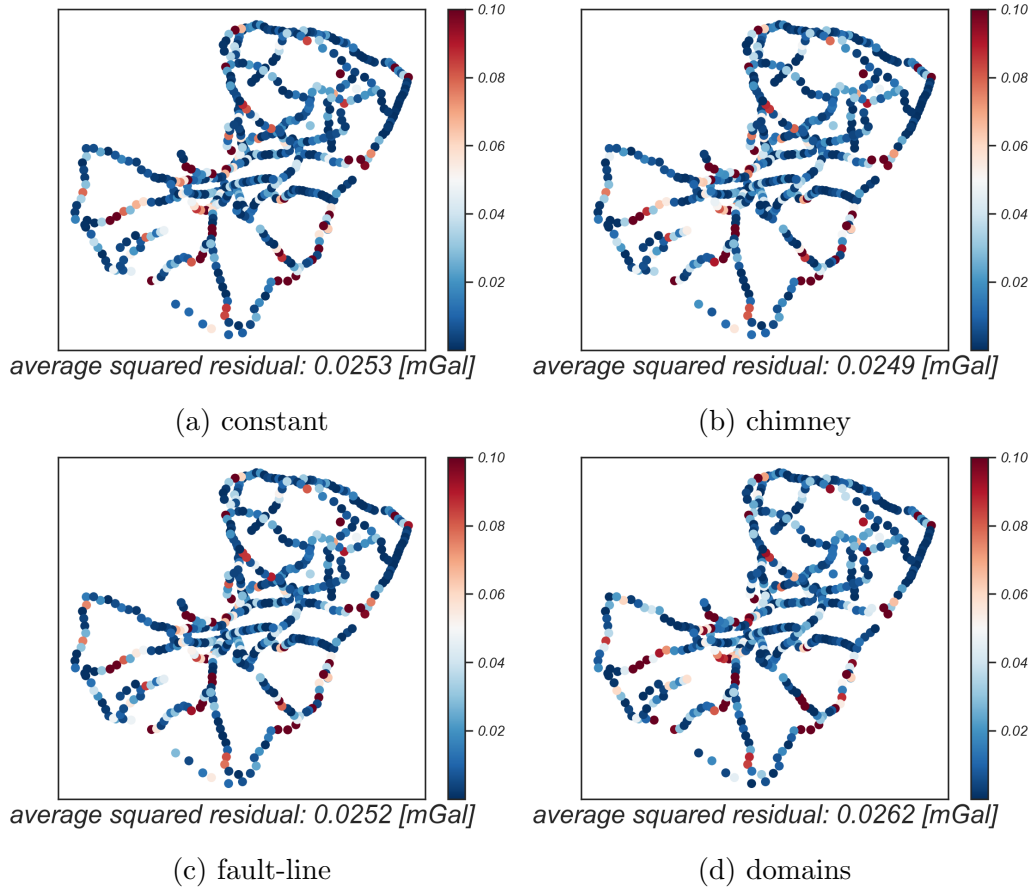 0.10
0.08
0.06
0.04
0.02
average squared residual: 0.0253 [mGal]
(a) constant
0.10
0.08
0.06
0.04
0.02
average squared residual: 0.0249 [mGal]
(b) chimney
0.10
0.08
0.06
0.04
0.02
average squared residual: 0.0252 [mGal]
(c) fault-line
0.10
0.08
0.06
0.04
0.02
average squared residual: 0.0262 [mGal]
(d) domains